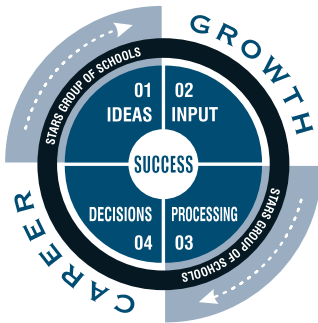 GROWTH
STARS GROUP OF SCHOOLS
01 02
IDEAS INPUT
SUCCESS
DECISIONS PROCESSING
04 03
STARS GROUP OF SCHOOLS
CAREER